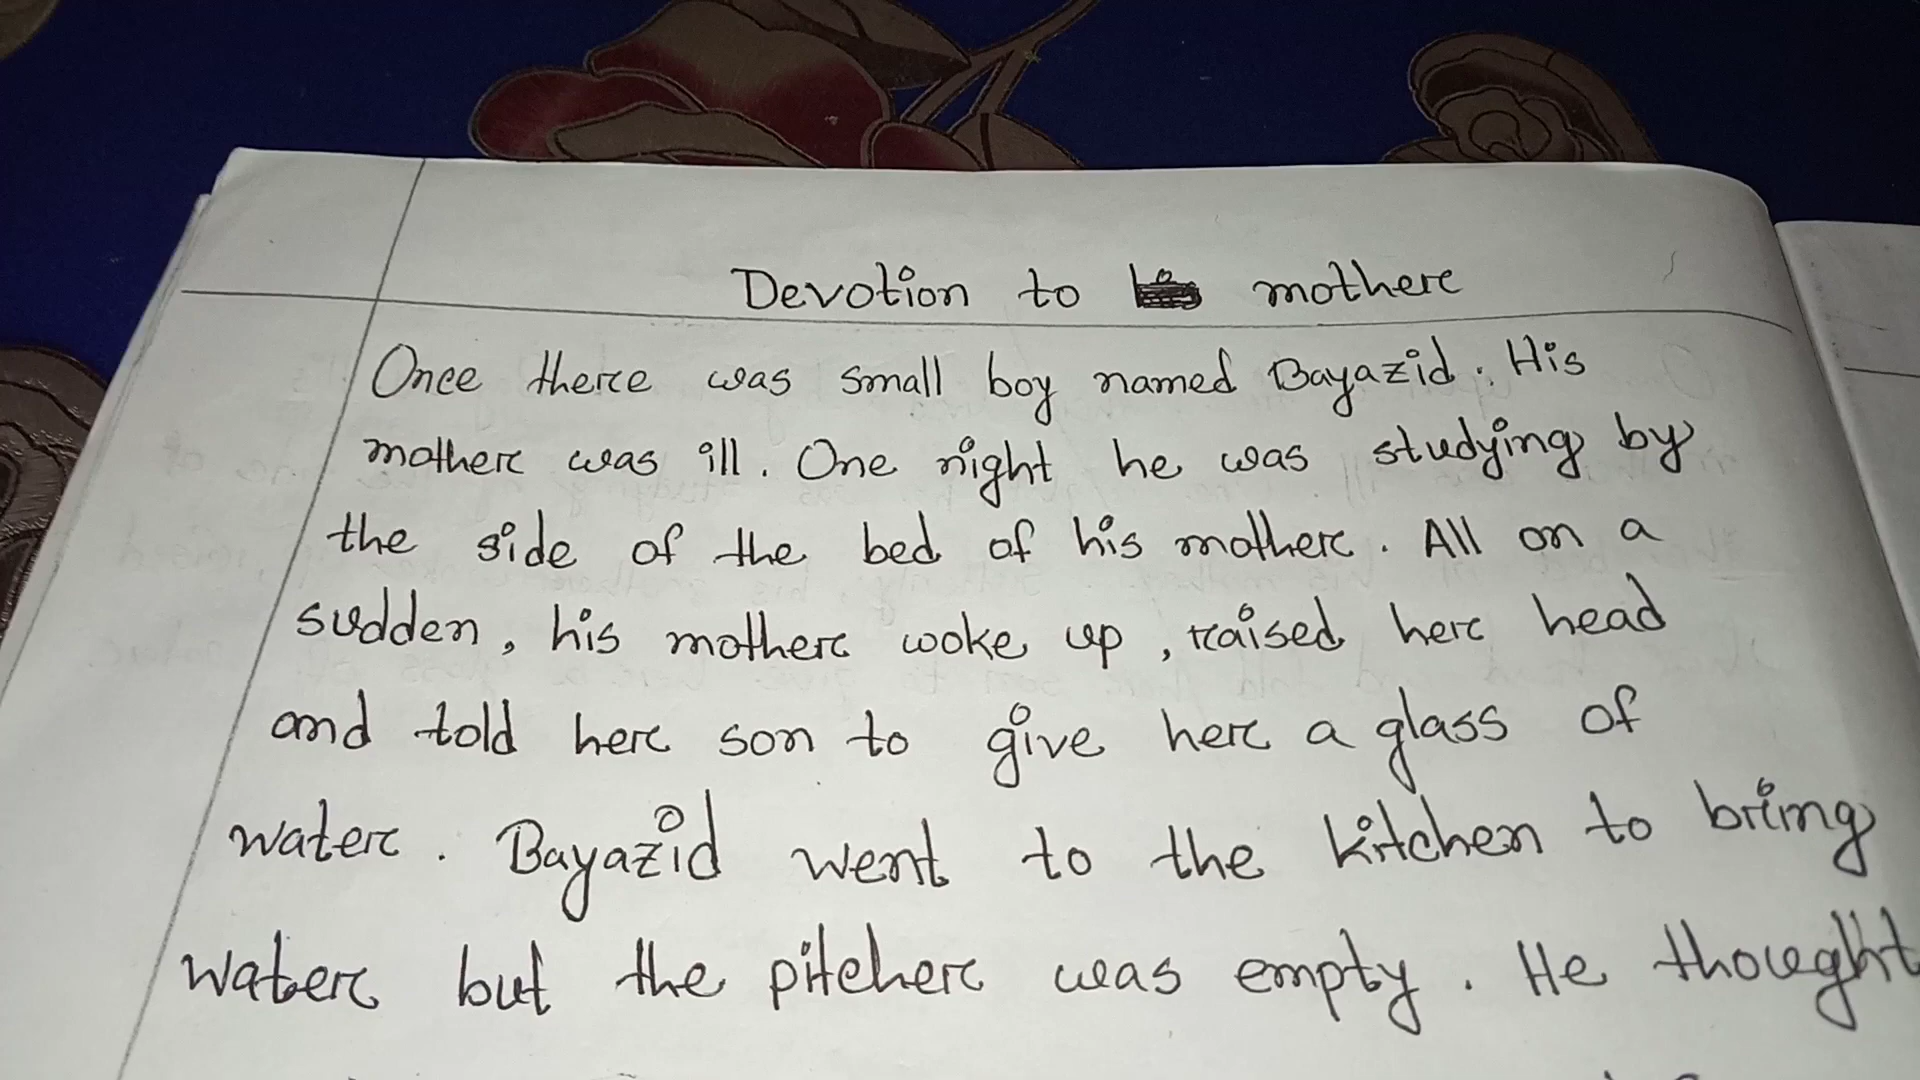 Devotion to mother
Once there was small boy named Bayazid. His
mother was ill. One night he was studying by
the side of the bed of his mother. All on a
sudden, his mother woke up, raised her head
and told her son to give her a glass of
water. Bayazid went to the kitchen to bring
water but the pitcher was empty. He thought